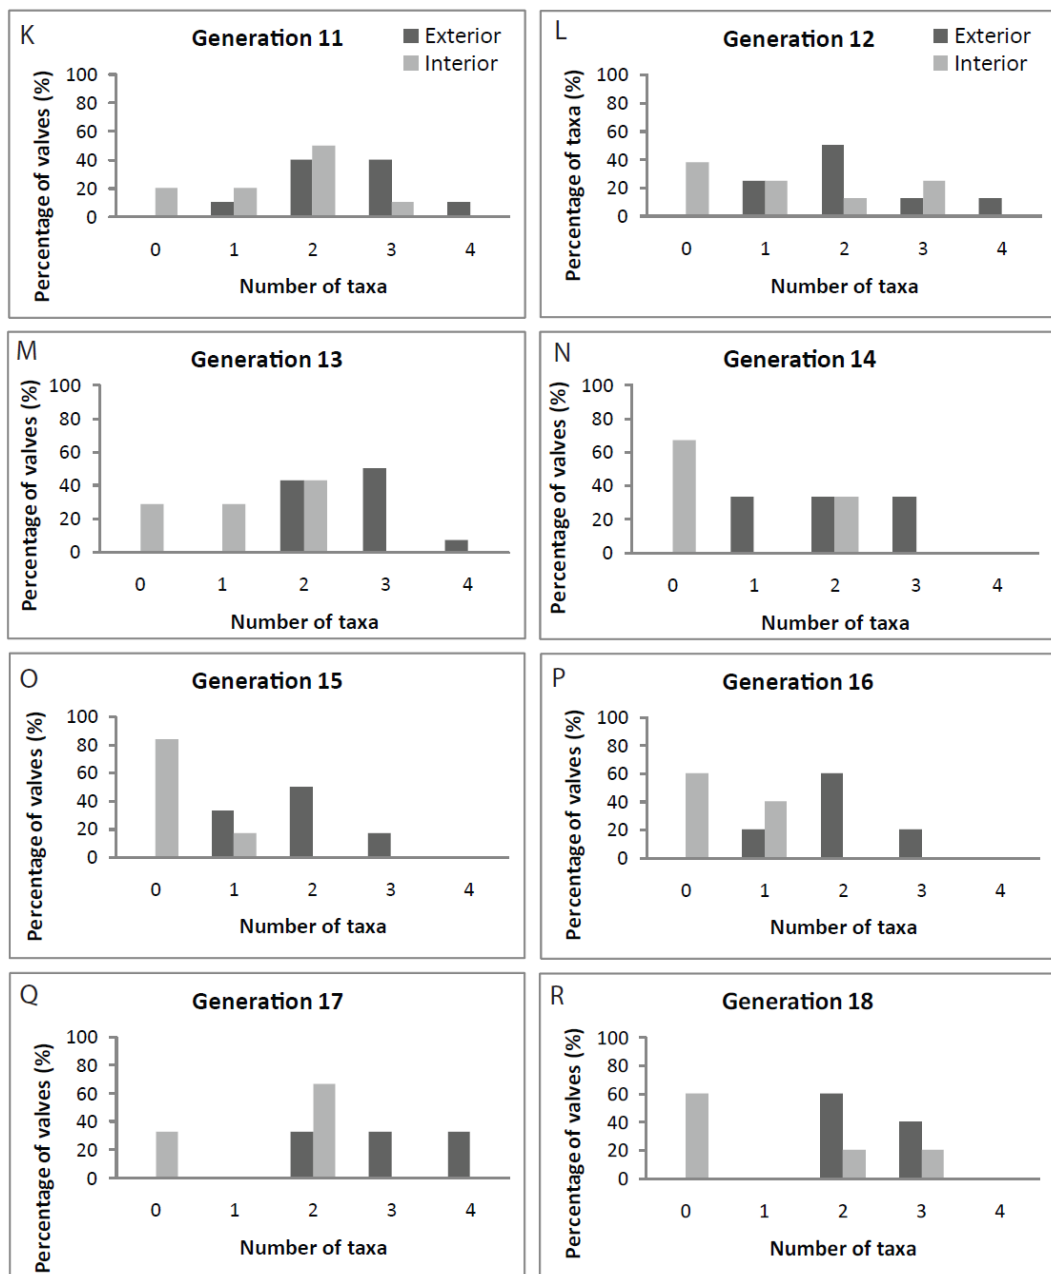 K
Generation 11
Exterior
Interior
Percentage of valves (%)
100
80
60
40
20
0
0 1 2 3 4
Number of taxa
L
Generation 12
Exterior
Interior
Percentage of taxa (%)
100
80
60
40
20
0
0 1 2 3 4
Number of taxa
M
Generation 13
Percentage of valves (%)
100
80
60
40
20
0
0 1 2 3 4
Number of taxa
N
Generation 14
Percentage of valves (%)
100
80
60
40
20
0
0 1 2 3 4
Number of taxa
O
Generation 15
Percentage of valves (%)
100
80
60
40
20
0
0 1 2 3 4
Number of taxa
P
Generation 16
Percentage of valves (%)
100
80
60
40
20
0
0 1 2 3 4
Number of taxa
Q
Generation 17
Percentage of valves (%)
100
80
60
40
20
0
0 1 2 3 4
Number of taxa
R
Generation 18
Percentage of valves (%)
100
80
60
40
20
0
0 1 2 3 4
Number of taxa